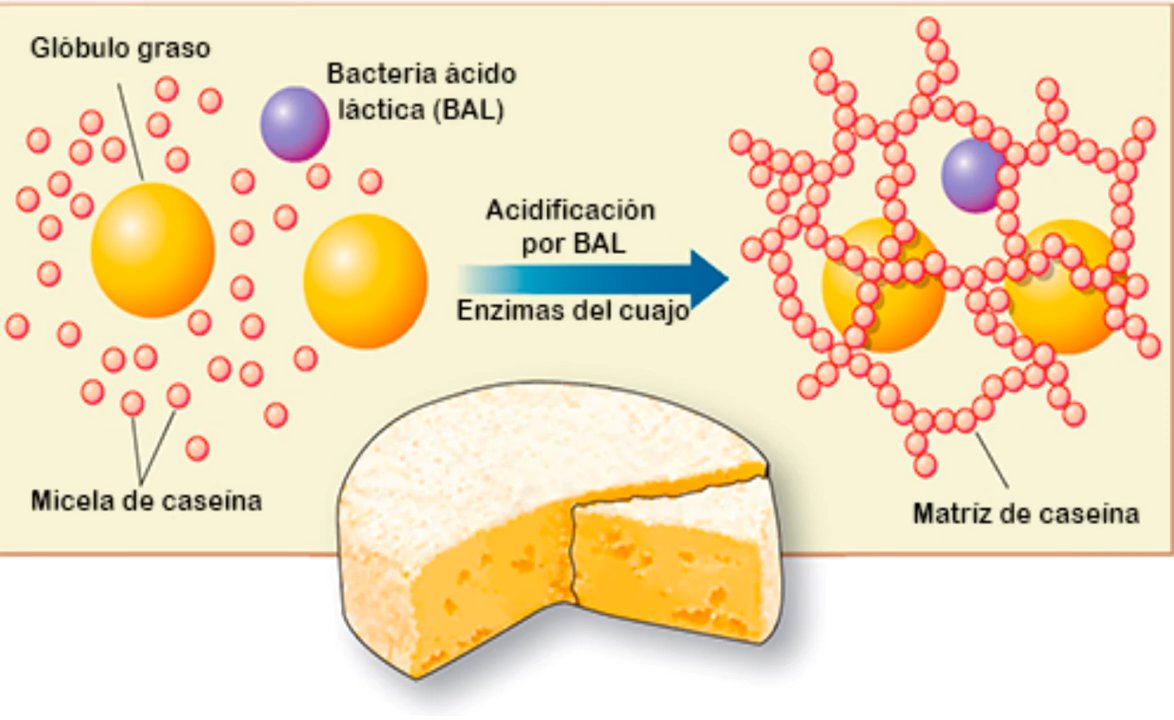 Glóbulo graso
Bacteria ácido
láctica (BAL)
Acidificación
por BAL
Enzimas del cuajo
Micela de caseína
Matriz de caseína